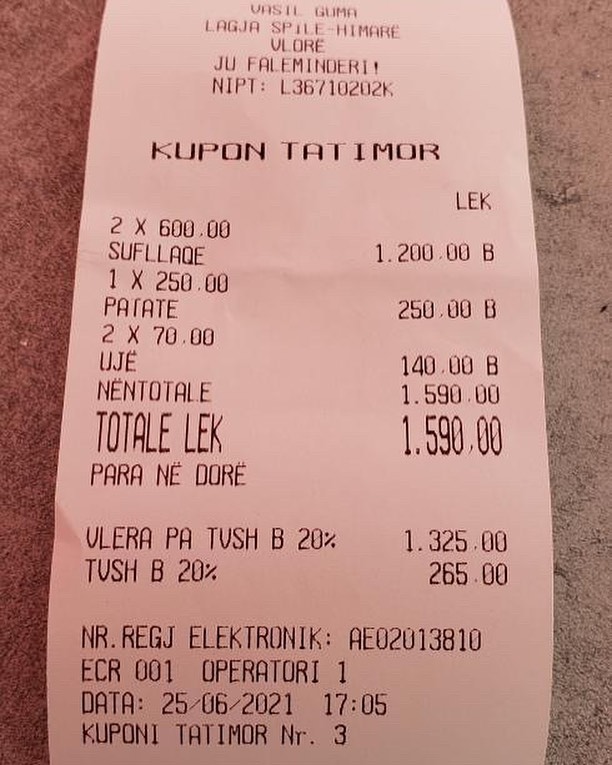 VASIL GUMA
LAGJA SPILE-HIMARË
VLORË
JU FALEMINDERI!
NIPT: L36710202K
KUPON TATIMOR
LEK
2 X 600.00
SUFLLAQE 1.200.00 B
1 X 250.00
PATATE 250.00 B
2 X 70.00
UJË 140.00 B
NËNTOTALE 1.590.00
TOTALE LEK 1.590,00
PARA NË DORË
VLERA PA TVSH B 20% 1.325.00
TVSH B 20% 265.00
NR.REGJ ELEKTRONIK: AE02013810
ECR 001 OPERATORI 1
DATA: 25/06/2021 17:05
KUPONI TATIMOR Nr. 3